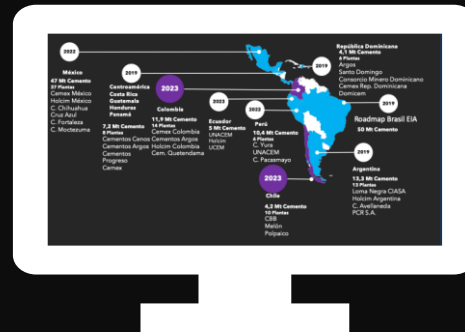 2022
México
47 Mt Cemento
37 Plantas
Cemex México
Holcim México
C. Chihuahua
Cruz Azul
C. Fortaleza
C. Moctezuma
2019
Centroamérica
Costa Rica
Guatemala
Honduras
Panamá
7,2 Mt Cemento
8 Plantas
Cementos Cenos
Cementos Argos
Cementos
Progreso
Cemex
2023
Colombia
11,9 Mt Cemento
14 Plantas
Cemex Colombia
Cementos Argos
Holcim Colombia
Cem. Quetendama
2023
Ecuador
5 Mt Cemento
UNACEM
Holcim
UCEM
2022
Perú
10,4 Mt Cemento
6 Plantas
C. Yura
UNACEM
C. Pacasmayo
2023
Chile
4,2 Mt Cemento
10 Plantas
CBB
Melón
Polpaico
2019
República Dominicana
4,1 Mt Cemento
6 Plantas
Argos
Santo Domingo
Consorcio Minero Dominicano
Cemex Rep. Dominicana
Domicem
2019
Roadmap Brasil EIA
50 Mt Cemento
2019
Argentina
13,3 Mt Cemento
13 Plantas
Loma Negra CIASA
Holcim Argentina
C. Avellaneda
PCR S.A.